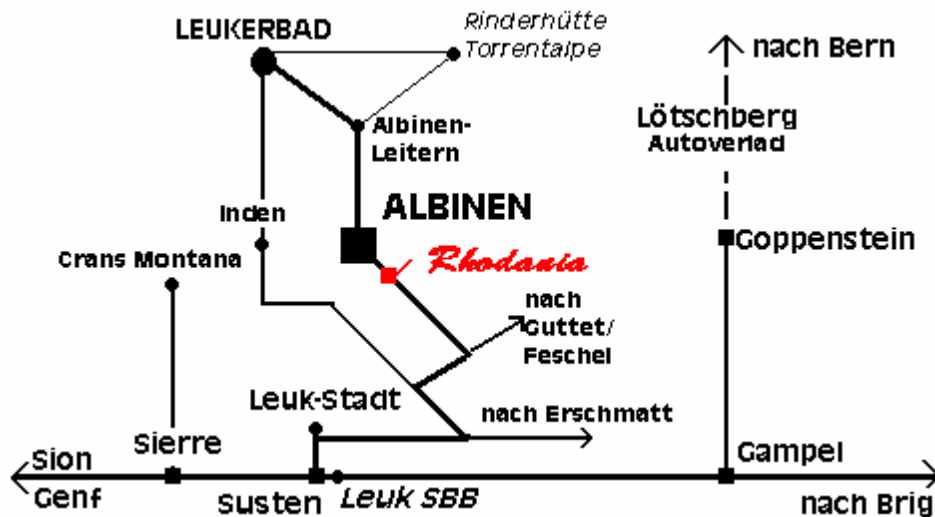 Rinderhütte
Torrentalpe
LEUKERBAD
nach Bern
Lötschberg
Autoverlad
Albinen-
Leitern
ALBINEN
Inden
Crans Montana
Rhodania
Goppenstein
nach
Guttet/
Feschel
Leuk-Stadt
nach Erschmatt
Sierre
Gampel
Sion
Genf
Susten
Leuk SBB
nach Brig